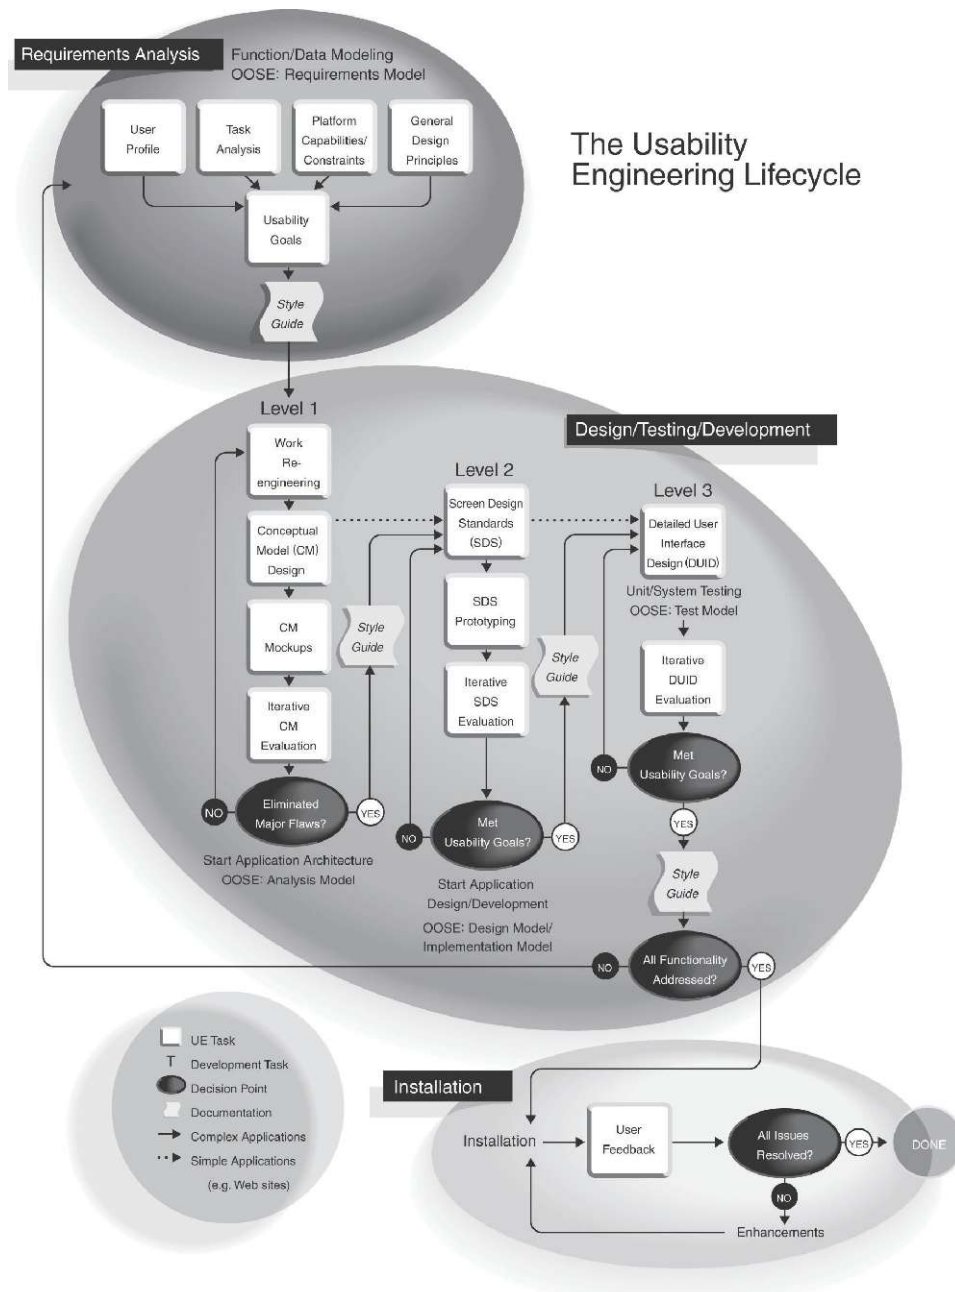 Requirements Analysis
Function/Data Modeling
OOSE: Requirements Model
User
Profile
Task
Analysis
Platform
Capabilities/
Constraints
General
Design
Principles
The Usability
Engineering Lifecycle
Usability
Goals
Style
Guide
Level 1
Design/Testing/Development
Work
Re-
engineering
Conceptual
Model (CM)
Design
CM
Mockups
Iterative
CM
Evaluation
Eliminated
Major Flaws?
NO
YES
Start Application Architecture
OOSE: Analysis Model
Style
Guide
Level 2
Screen Design
Standards
(SDS)
SDS
Prototyping
Iterative
SDS
Evaluation
Met
Usability Goals?
NO
YES
Start Application
Design/Development
OOSE: Design Model/
Implementation Model
Style
Guide
Level 3
Detailed User
Interface
Design (DUID)
Unit/System Testing
OOSE: Test Model
Iterative
DUID
Evaluation
Met
Usability Goals?
NO
YES
Style
Guide
All Functionality
Addressed?
NO
YES
UE Task
T Development Task
Decision Point
Documentation
Complex Applications
Simple Applications
(e.g. Web sites)
Installation
Installation
User
Feedback
All Issues
Resolved?
YES
DONE
NO
Enhancements